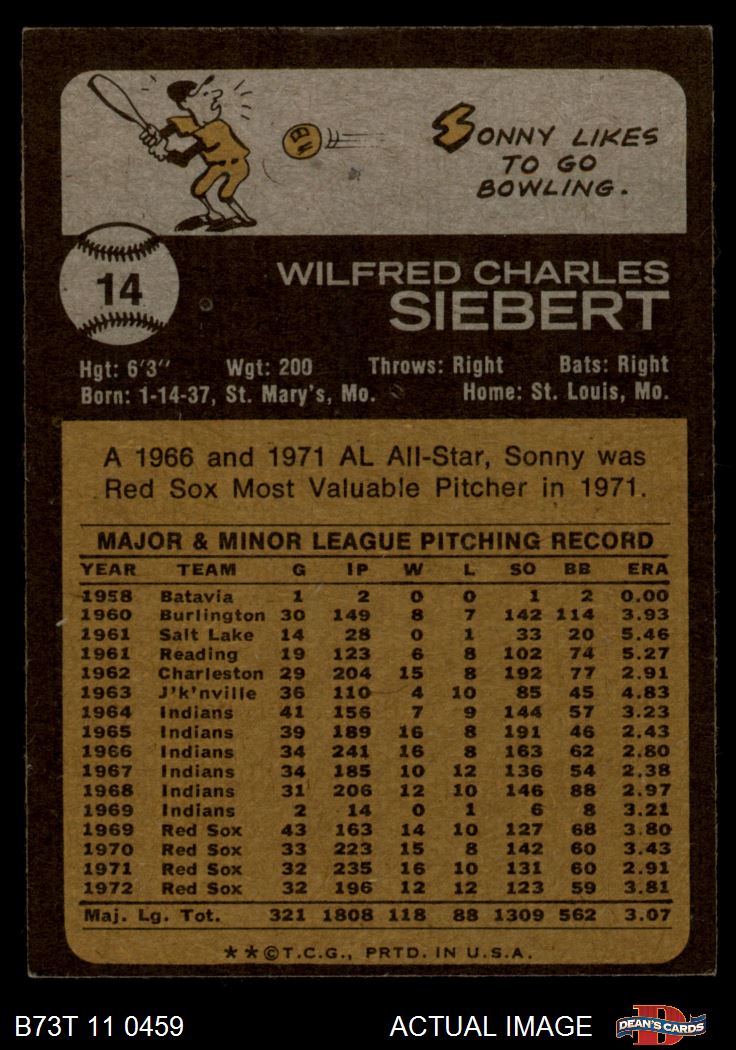 SONNY LIKES
TO GO
BOWLING.
14
WILFRED CHARLES
SIEBERT
Hgt: 6'3" Wgt: 200 Throws: Right Bats: Right
Born: 1-14-37, St. Mary's, Mo. Home: St. Louis, Mo.
A 1966 and 1971 AL All-Star, Sonny was
Red Sox Most Valuable Pitcher in 1971.
MAJOR & MINOR LEAGUE PITCHING RECORD
YEAR TEAM G IP W L SO BB ERA
1958 Batavia 1 2 0 0 1 2 0.00
1960 Burlington 30 149 8 7 142 114 3.93
1961 Salt Lake 14 28 0 1 33 20 5.46
1961 Reading 19 123 6 8 102 74 5.27
1962 Charleston 29 204 15 8 192 77 2.91
1963 J'k'nville 36 110 4 10 85 45 4.83
1964 Indians 41 156 7 9 144 57 3.23
1965 Indians 39 189 16 8 191 46 2.43
1966 Indians 34 241 16 8 163 62 2.80
1967 Indians 34 185 10 12 136 54 2.38
1968 Indians 31 206 12 10 146 88 2.97
1969 Indians 2 14 0 1 6 8 3.21
1969 Red Sox 43 163 14 10 127 68 3.80
1970 Red Sox 33 223 15 8 142 60 3.43
1971 Red Sox 32 235 16 10 131 60 2.91
1972 Red Sox 32 196 12 12 123 59 3.81
Maj. Lg. Tot. 321 1808 118 88 1309 562 3.07
**©T.C.G., PRTD. IN U.S.A.
B73T 11 0459 ACTUAL IMAGE
D
DEAN'S CARDS